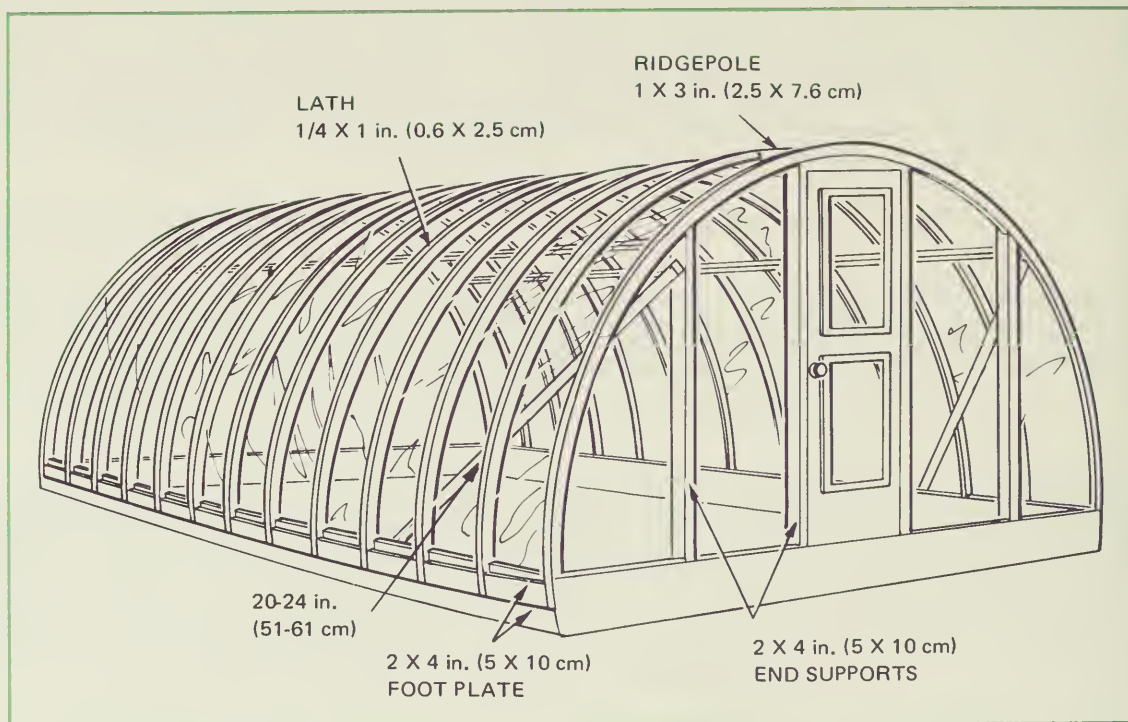 RIDGEPOLE
1 X 3 in. (2.5 X 7.6 cm)
LATH
1/4 X 1 in. (0.6 X 2.5 cm)
20-24 in.
(51-61 cm)
2 X 4 in. (5 X 10 cm)
FOOT PLATE
2 X 4 in. (5 X 10 cm)
END SUPPORTS